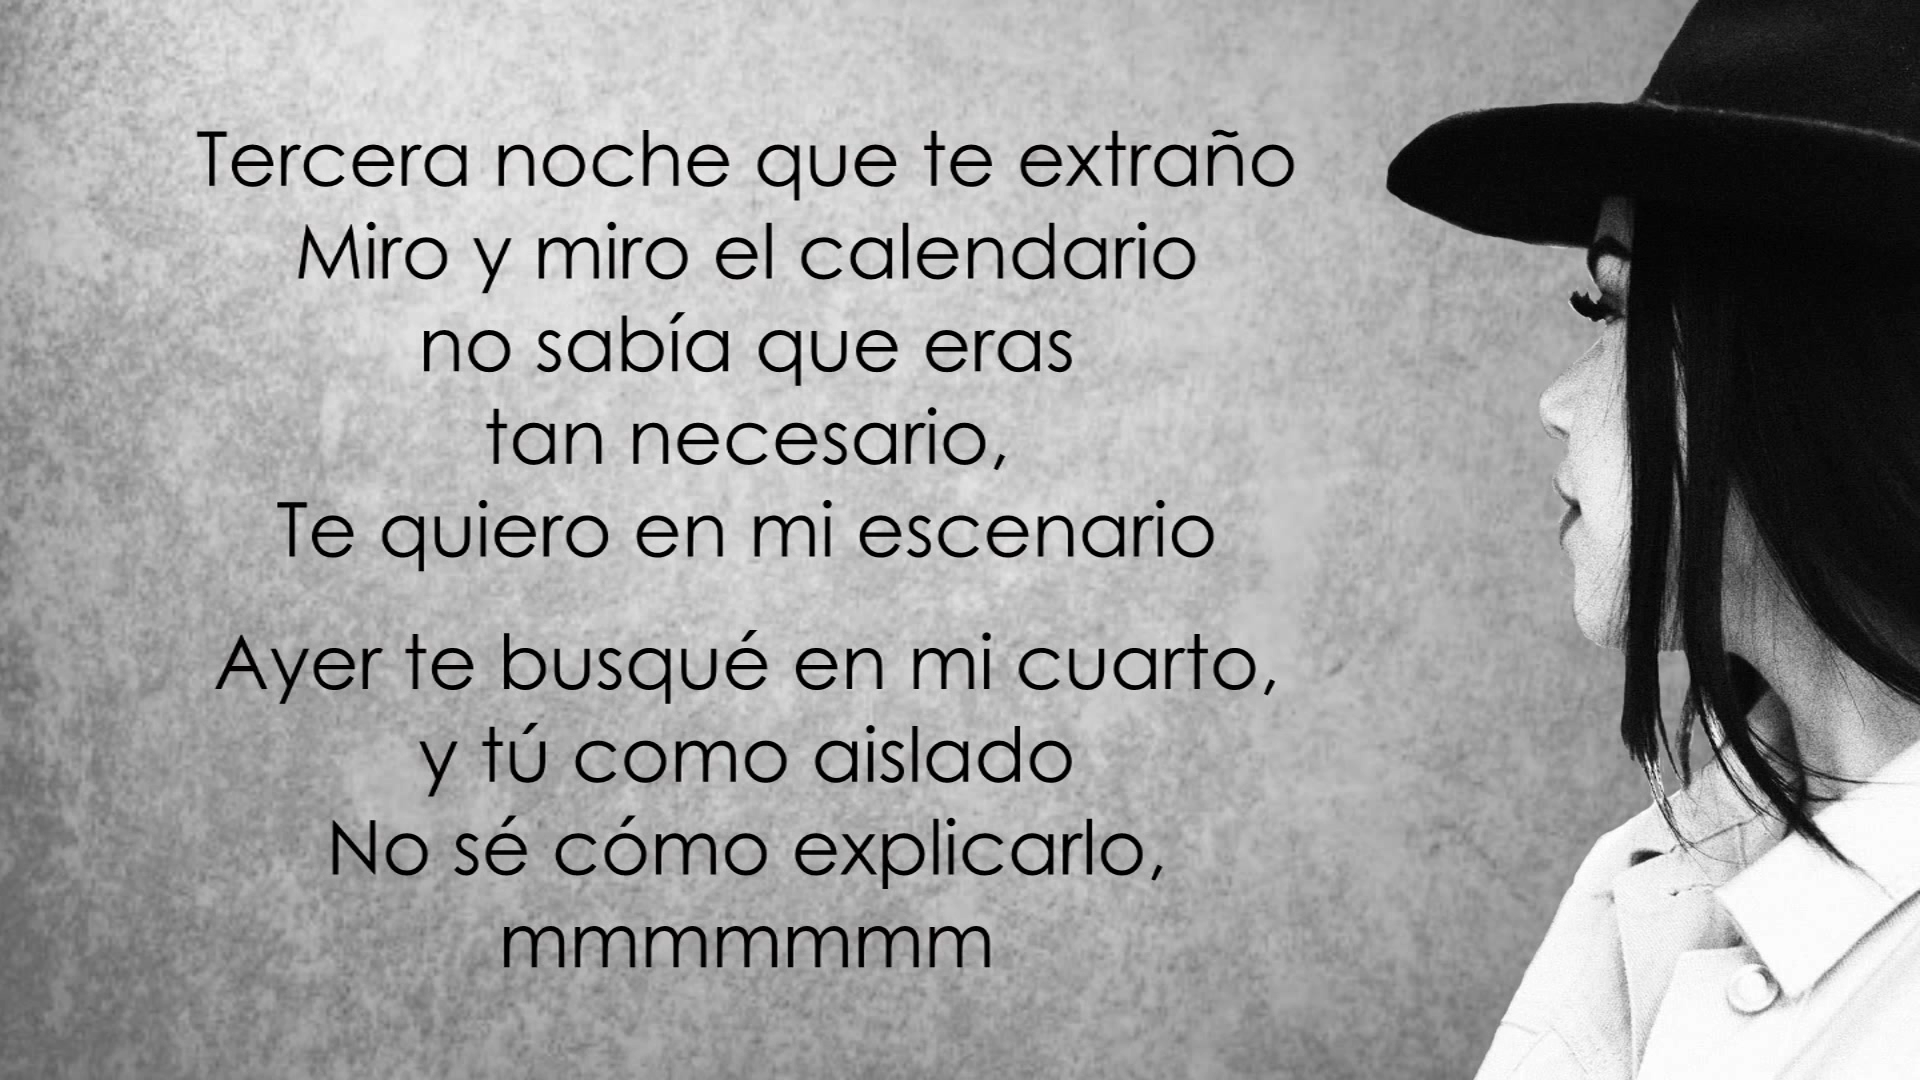 Tercera noche que te extraño
Miro y miro el calendario
no sabía que eras
tan necesario,
Te quiero en mi escenario
Ayer te busqué en mi cuarto,
y tú como aislado
No sé cómo explicarlo,
mmmmmmm